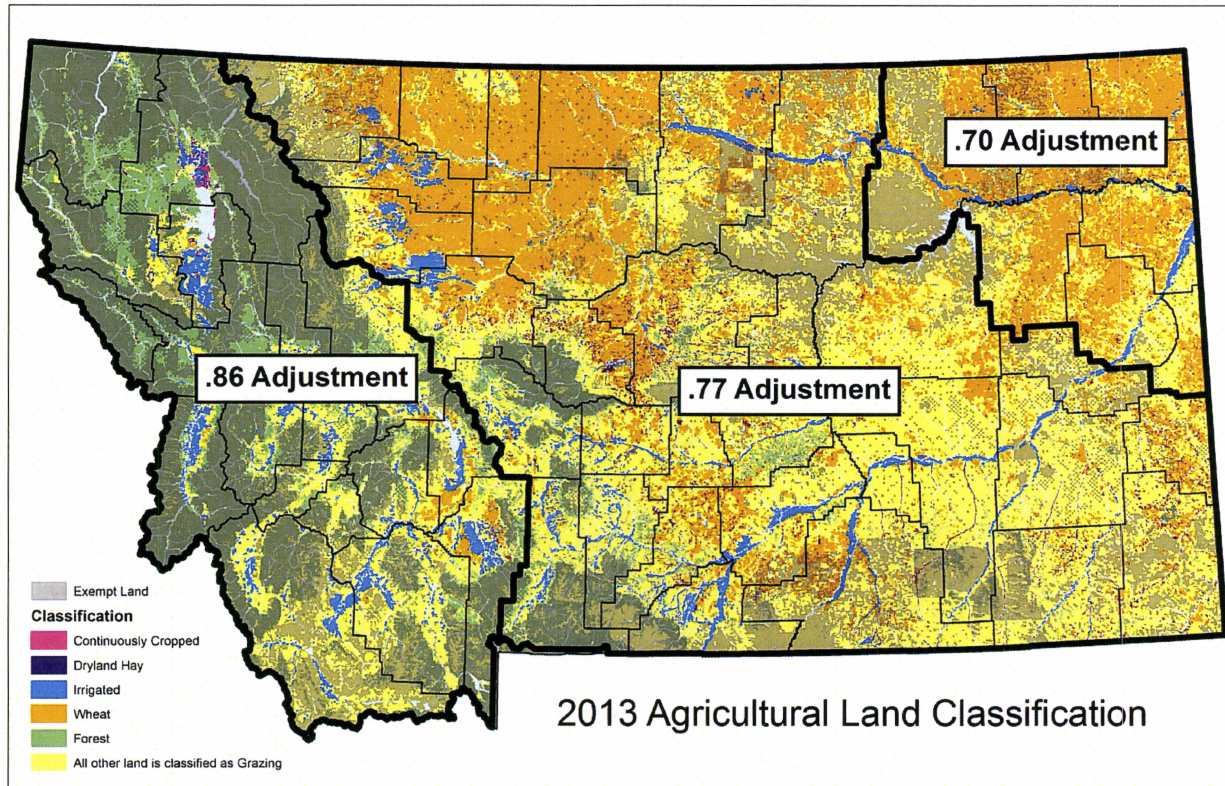 .70 Adjustment
.86 Adjustment
.77 Adjustment
Exempt Land
Classification
Continuously Cropped
Dryland Hay
Irrigated
Wheat
Forest
All other land is classified as Grazing
2013 Agricultural Land Classification